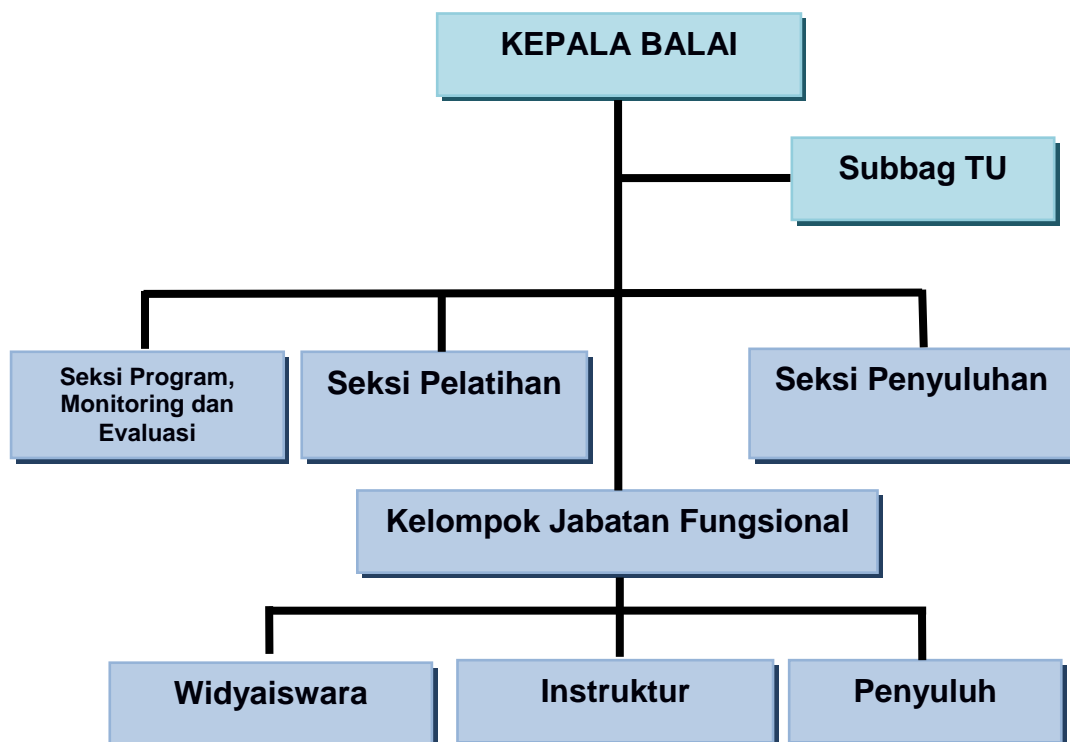 KEPALA BALAI
Subbag TU
Seksi Program,
Monitoring dan
Evaluasi
Seksi Pelatihan
Seksi Penyuluhan
Kelompok Jabatan Fungsional
Widyaiswara
Instruktur
Penyuluh